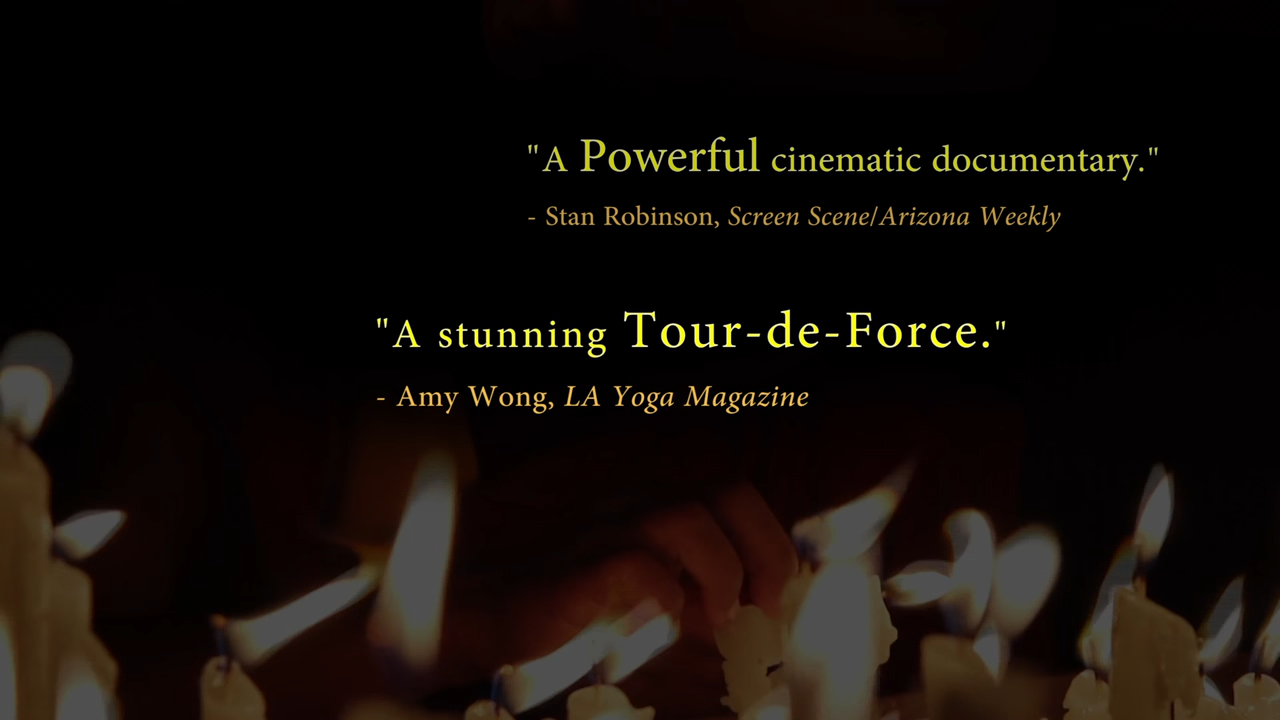 "A Powerful cinematic documentary."
- Stan Robinson, Screen Scene/Arizona Weekly
"A stunning Tour-de-Force."
- Amy Wong, LA Yoga Magazine